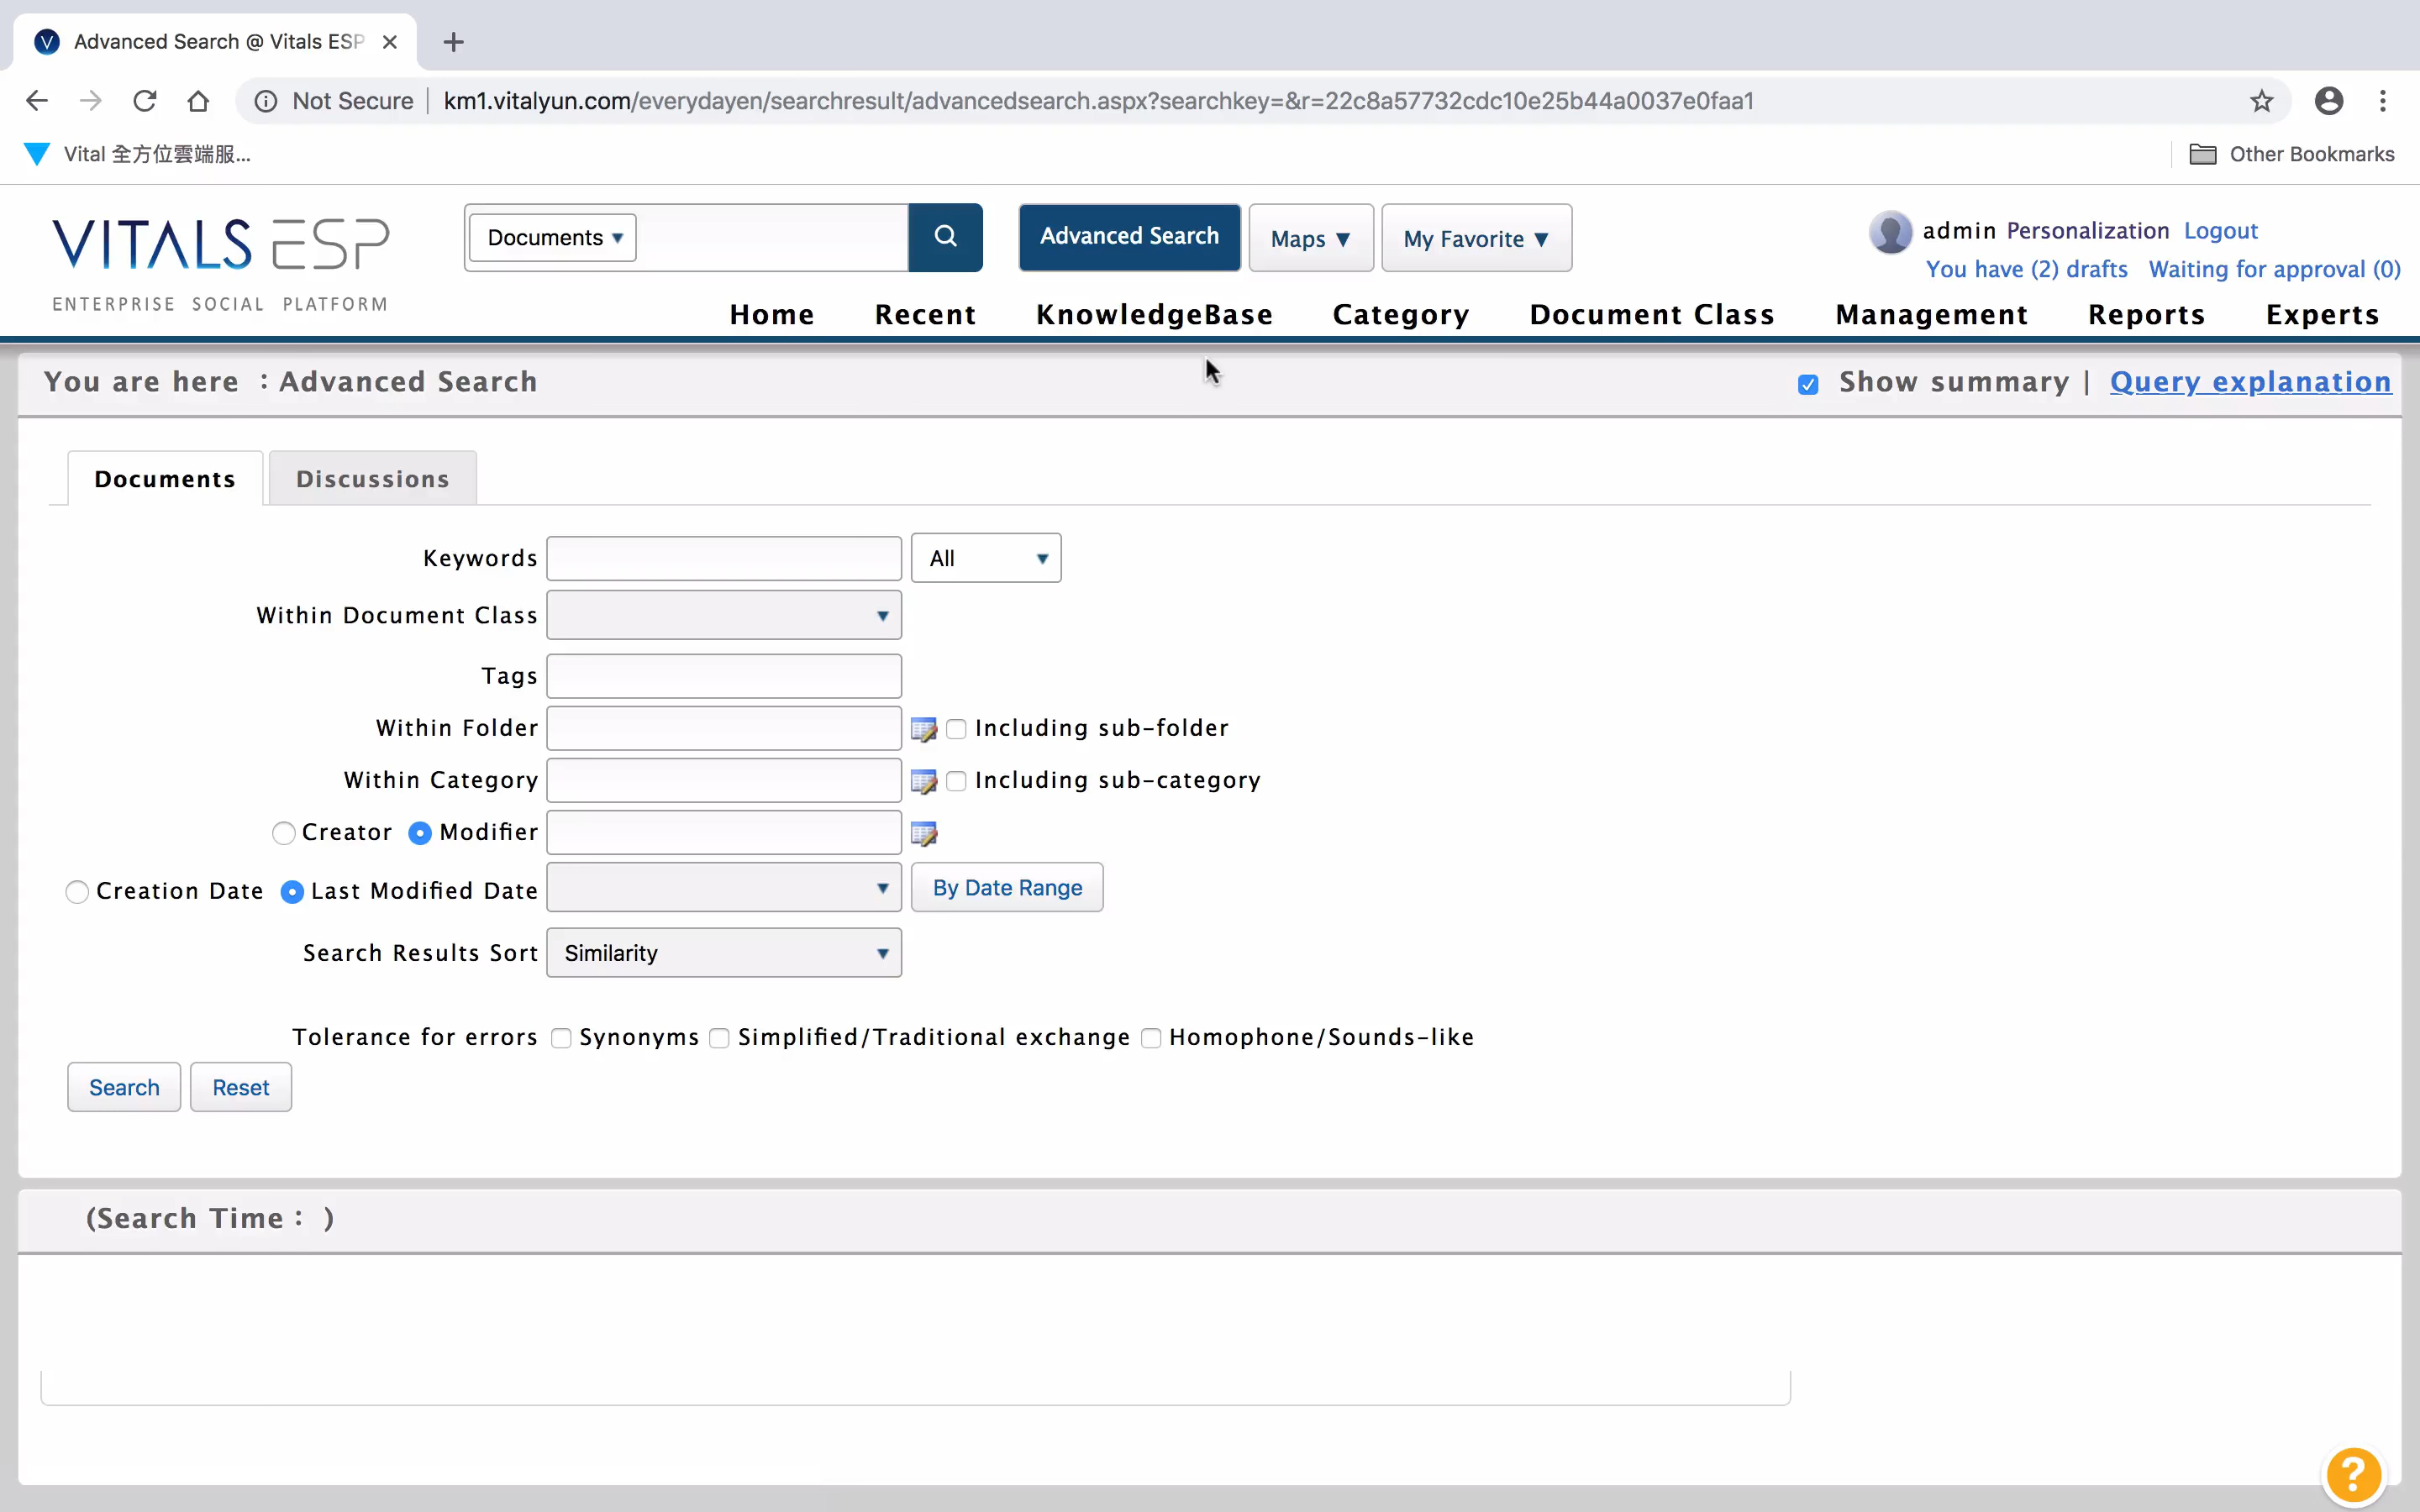 Advanced Search @ Vitals ESP
Not Secure | km1.vitalyun.com/everydayen/searchresult/advancedsearch.aspx?searchkey=&r=22c8a57732cdc10e25b44a0037e0faa1
Vital 全方位雲端服...
Other Bookmarks
VITALS ESP
ENTERPRISE SOCIAL PLATFORM
Documents ▼
Advanced Search
Maps ▼
My Favorite ▼
admin Personalization Logout
You have (2) drafts Waiting for approval (0)
Home Recent KnowledgeBase Category Document Class Management Reports Experts
You are here ：Advanced Search
Show summary | Query explanation
Documents Discussions
Keywords All
Within Document Class
Tags
Within Folder Including sub-folder
Within Category Including sub-category
Creator Modifier
Creation Date Last Modified Date By Date Range
Search Results Sort Similarity
Tolerance for errors Synonyms Simplified/Traditional exchange Homophone/Sounds-like
Search Reset
(Search Time： )
?